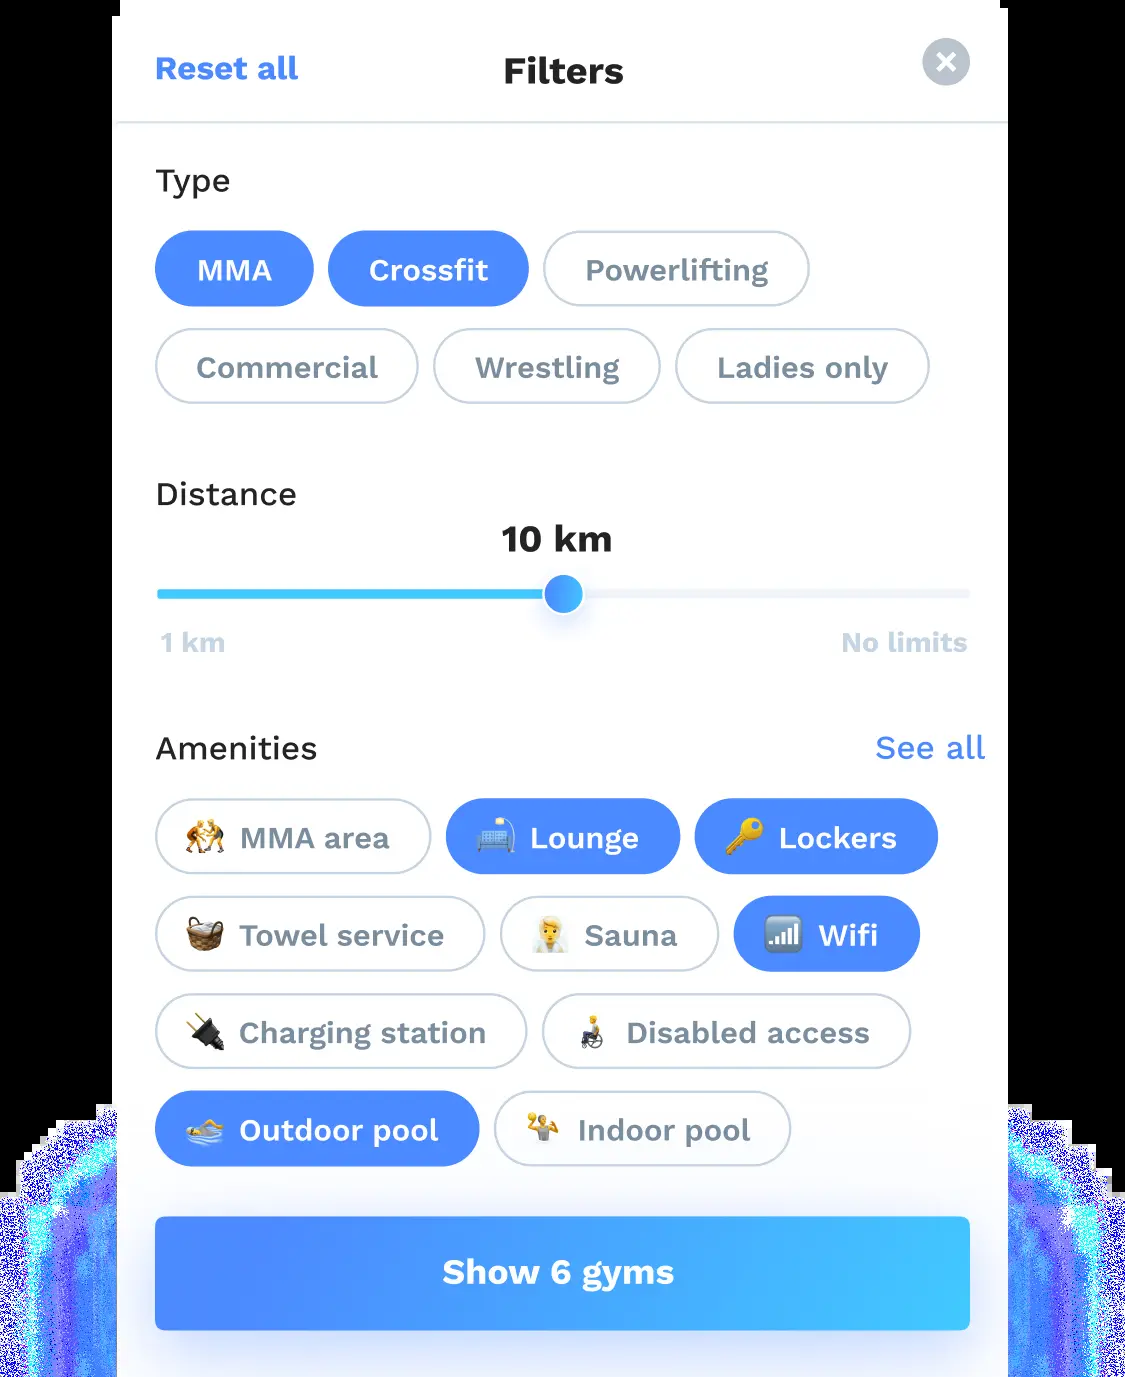 Reset all Filters
Type
MMA Crossfit Powerlifting
Commercial Wrestling Ladies only
Distance
10 km
1 km No limits
Amenities See all
MMA area Lounge Lockers
Towel service Sauna Wifi
Charging station Disabled access
Outdoor pool Indoor pool
Show 6 gyms